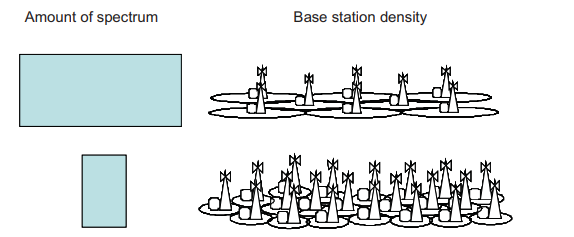 Amount of spectrum
Base station density